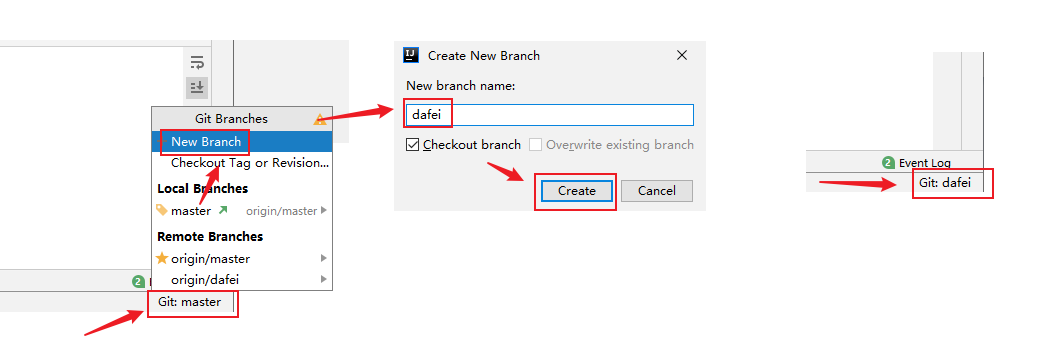 Git Branches
New Branch
Checkout Tag or Revision...
Local Branches
master origin/master
Remote Branches
origin/master
origin/dafei
2
Git: master
IJ Create New Branch
New branch name:
dafei
Checkout branch Overwrite existing branch
Create Cancel
2 Event Log
Git: dafei